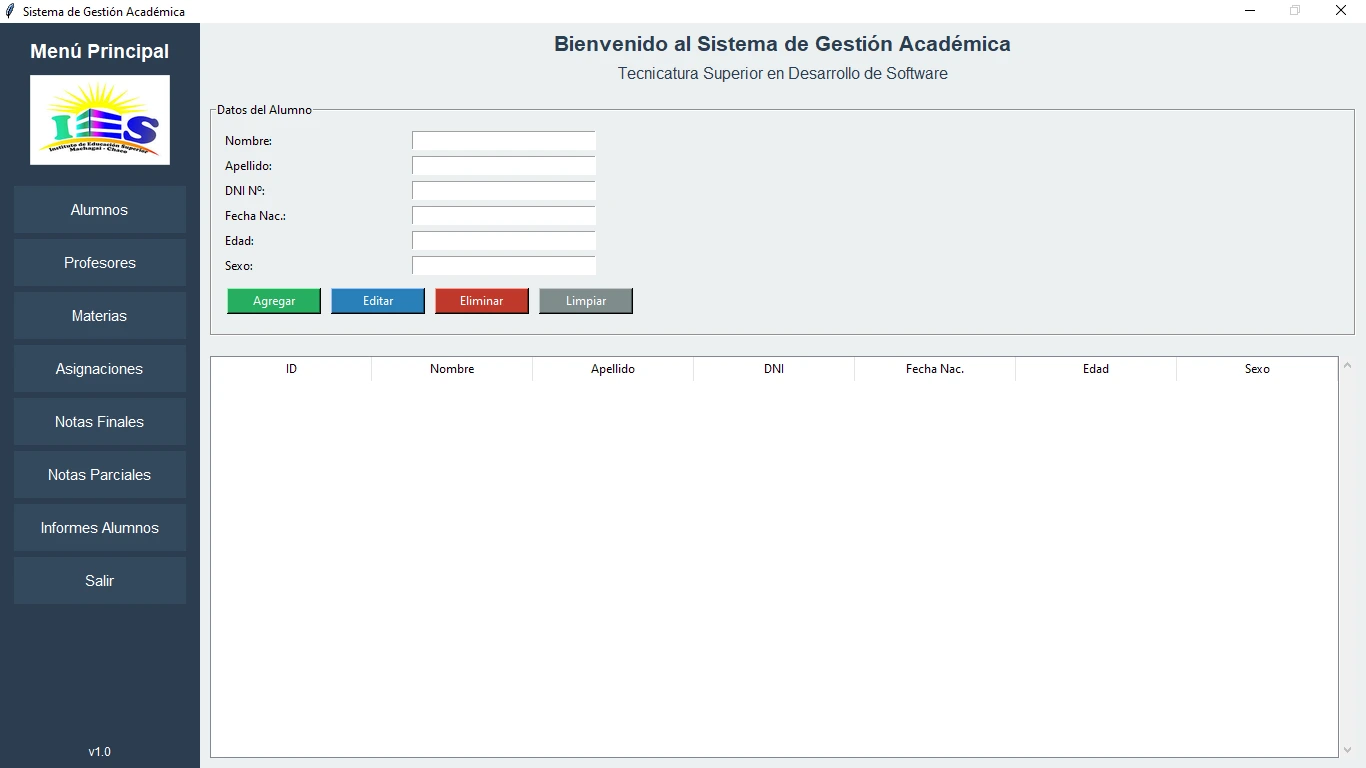 Sistema de Gestión Académica
Menú Principal
IES
Instituto de Educación Superior
Machagai - Chaco
Alumnos
Profesores
Materias
Asignaciones
Notas Finales
Notas Parciales
Informes Alumnos
Salir
v1.0
Bienvenido al Sistema de Gestión Académica
Tecnicatura Superior en Desarrollo de Software
Datos del Alumno
Nombre:
Apellido:
DNI Nº:
Fecha Nac.:
Edad:
Sexo:
Agregar Editar Eliminar Limpiar
ID Nombre Apellido DNI Fecha Nac. Edad Sexo